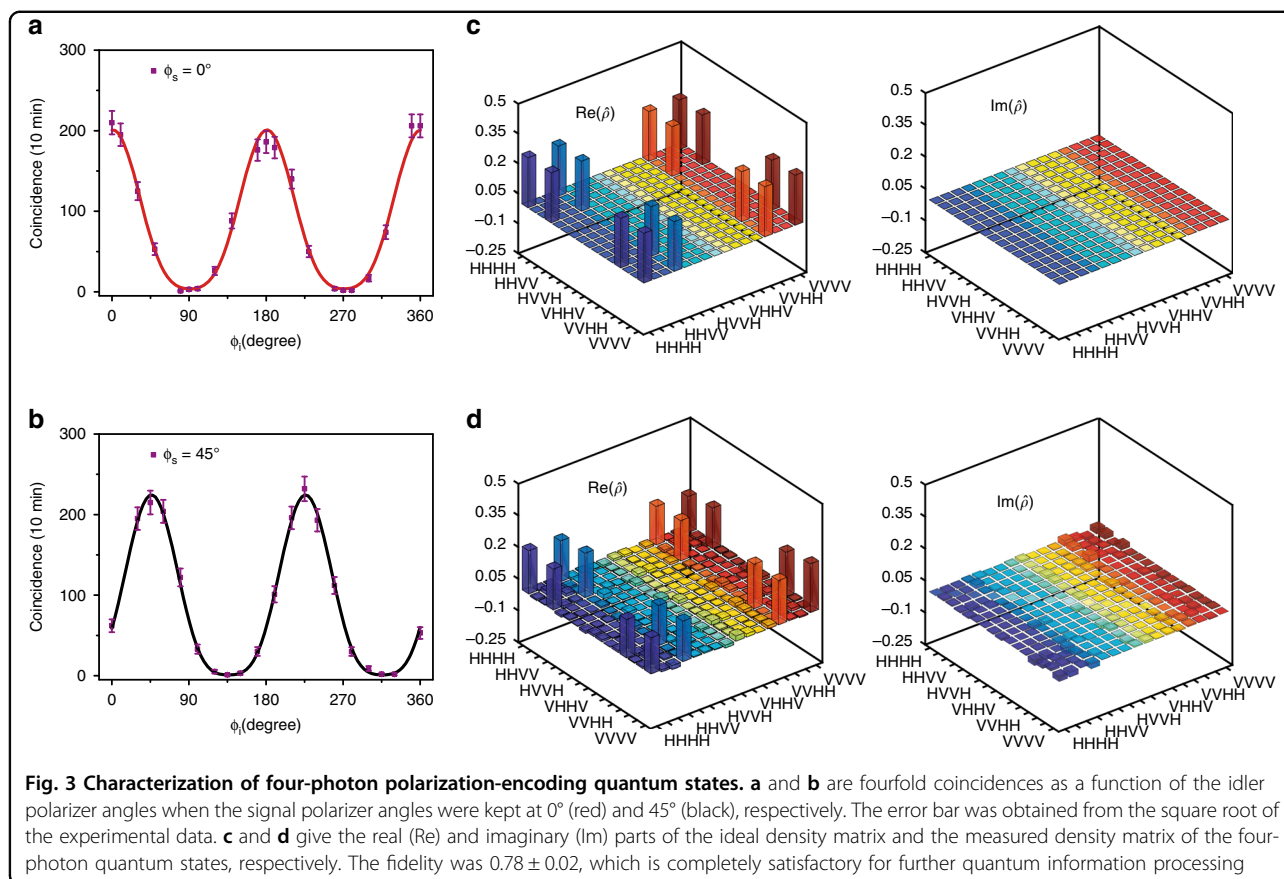 a
300
200
100
0
Coincidence (10 min)
ϕs = 0°
0 90 180 270 360
ϕi(degree)
b
300
200
100
0
Coincidence (10 min)
ϕs = 45°
0 90 180 270 360
ϕi(degree)
c
0.5
0.35
0.2
0.05
−0.1
−0.25
Re(ρ̂)
HHHH
HHVV
HVVH
VHHV
VVHH
VVVV
HHHH
HHVV
HVVH
VHHV
VVHH
VVVV
0.5
0.35
0.2
0.05
−0.1
−0.25
Im(ρ̂)
HHHH
HHVV
HVVH
VHHV
VVHH
VVVV
HHHH
HHVV
HVVH
VHHV
VVHH
VVVV
d
0.5
0.35
0.2
0.05
−0.1
−0.25
Re(ρ̂)
HHHH
HHVV
HVVH
VHHV
VVHH
VVVV
HHHH
HHVV
HVVH
VHHV
VVHH
VVVV
0.5
0.35
0.2
0.05
−0.1
−0.25
Im(ρ̂)
HHHH
HHVV
HVVH
VHHV
VVHH
VVVV
HHHH
HHVV
HVVH
VHHV
VVHH
VVVV
Fig. 3 Characterization of four-photon polarization-encoding quantum states. a and b are fourfold coincidences as a function of the idler
polarizer angles when the signal polarizer angles were kept at 0° (red) and 45° (black), respectively. The error bar was obtained from the square root of
the experimental data. c and d give the real (Re) and imaginary (Im) parts of the ideal density matrix and the measured density matrix of the four-
photon quantum states, respectively. The fidelity was 0.78 ± 0.02, which is completely satisfactory for further quantum information processing